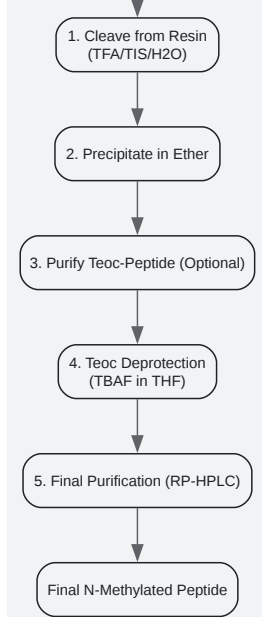 1. Cleave from Resin
(TFA/TIS/H2O)
2. Precipitate in Ether
3. Purify Teoc-Peptide (Optional)
4. Teoc Deprotection
(TBAF in THF)
5. Final Purification (RP-HPLC)
Final N-Methylated Peptide